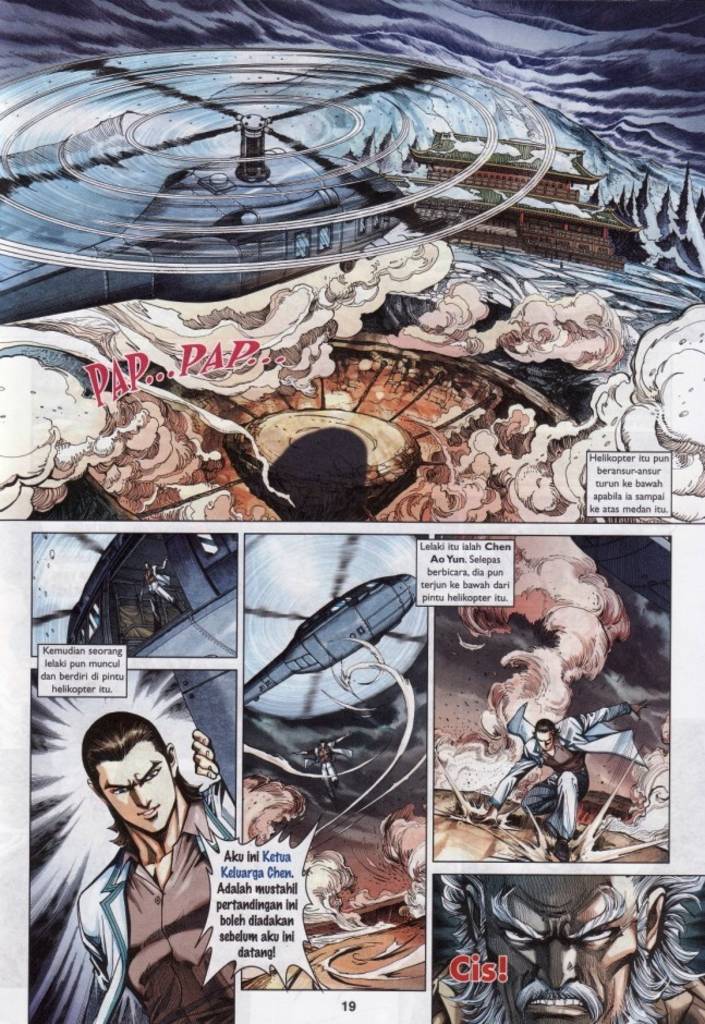 PAP...PAP...
Helikopter itu pun
beransur-ansur
turun ke bawah
apabila ia sampai
ke atas medan itu.
Kemudian seorang
lelaki pun muncul
dan berdiri di pintu
helikopter itu.
Aku ini Ketua
Keluarga Chen.
Adalah mustahil
pertandingan ini
boleh diadakan
sebelum aku ini
datang!
Lelaki itu ialah Chen
Ao Yun. Selepas
berbicara, dia pun
terjun ke bawah dari
pintu helikopter itu.
Cis!
19